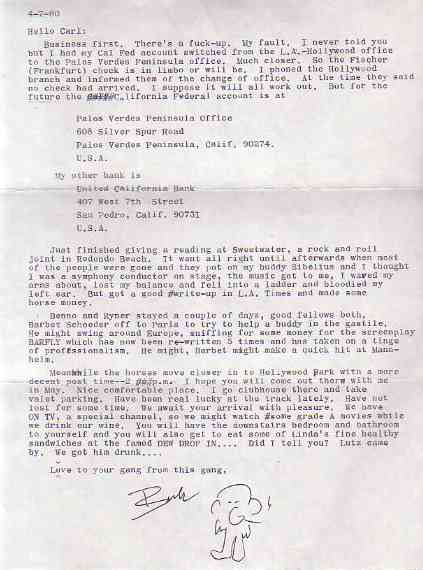 4-7-80
Hello Carl:
Business first. There's a fuck-up. My fault. I never told you
but I had my Cal Fed account switched from the L.A.-Hollywood office
to the Palos Verdes Peninsula office. Much closer. So the Fischer
(Frankfurt) check is in limbo or will be. I phoned the Hollywood
branch and informed them of the change of office. At the time they said
no check had arrived. I suppose it will all work out. But for the
future the California Federal account is at
Palos Verdes Peninsula Office
608 Silver Spur Road
Palos Verdes Peninsula, Calif. 90274.
U.S.A.
My other bank is
United California Bank
407 West 7th Street
San Pedro, Calif. 90731
U.S.A.
Just finished giving a reading at Sweetwater, a rock and roll
joint in Redondo Beach. It want all right until afterwards when most
of the people were gone and they put on my buddy Sibelius and I thought
I was a symphony conductor on stage, the music got to me, I waved my
arms about, lost my balance and fell into a ladder and bloodied my
left ear. But got a good write-up in L.A. Times and made some
horse money.
Benno and Ryner stayed a couple of days, good fellows both.
Barbet Schoeder off to Paris to try to help a buddy in the gastile.
He might swing around Europe, sniffing for some money for the screenplay
BARFLY which has now been re-written 5 times and has taken on a tinge
of professionalism. He might, Barbet might make a quick hit at Mann-
heim.
Meanwhile the horses move closer in to Hollywood Park with a more
decent post time--2 p.m. I hope you will come out there with me
in May. Nice comfortable place. I go clubhouse there and take
valet parking. Have been real lucky at the track lately. Have not
lost for some time. We await your arrival with pleasure. We have
ON TV, a special channel, so we might watch some grade A movies while
we drink our wine. You will have the downstairs bedroom and bathroom
to yourself and you will also get to eat some of Linda's fine healthy
sandwiches at the famed DEW DROP IN.... Did I tell you? Lutz came
by. We got him drunk....
Love to your gang from this gang,
Buk